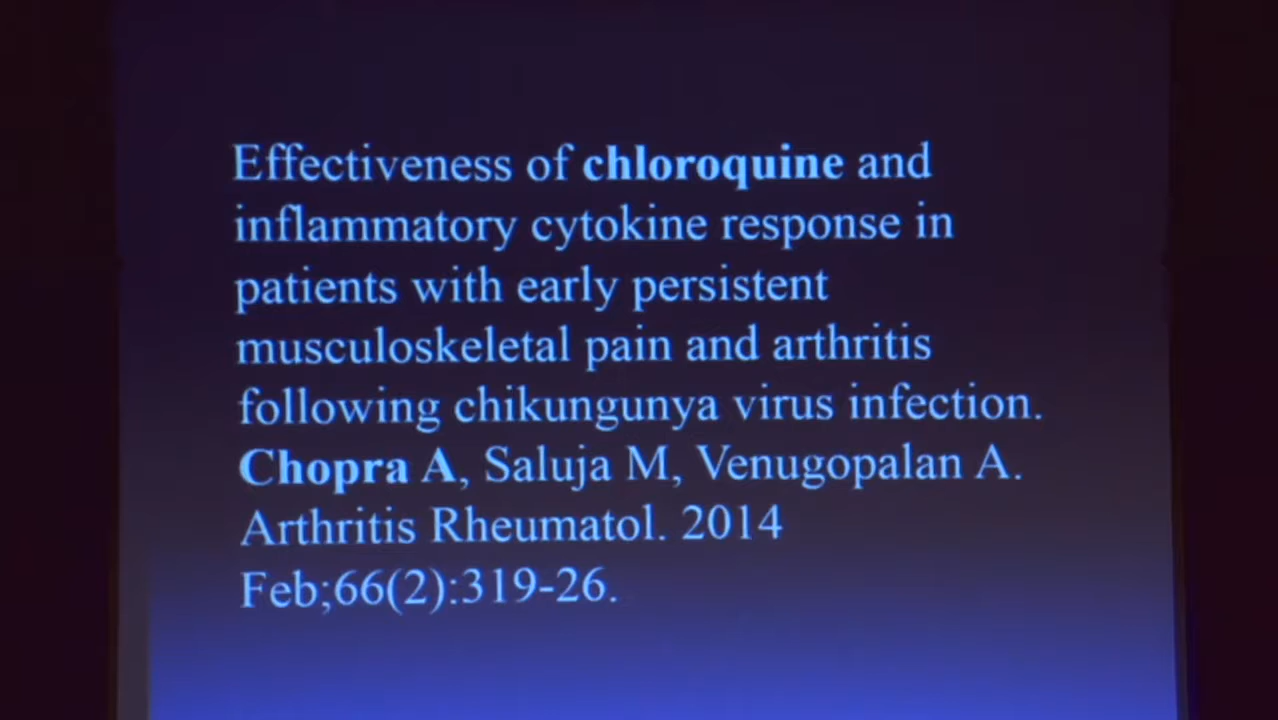 Effectiveness of chloroquine and
inflammatory cytokine response in
patients with early persistent
musculoskeletal pain and arthritis
following chikungunya virus infection.
Chopra A, Saluja M, Venugopalan A.
Arthritis Rheumatol. 2014
Feb;66(2):319-26.